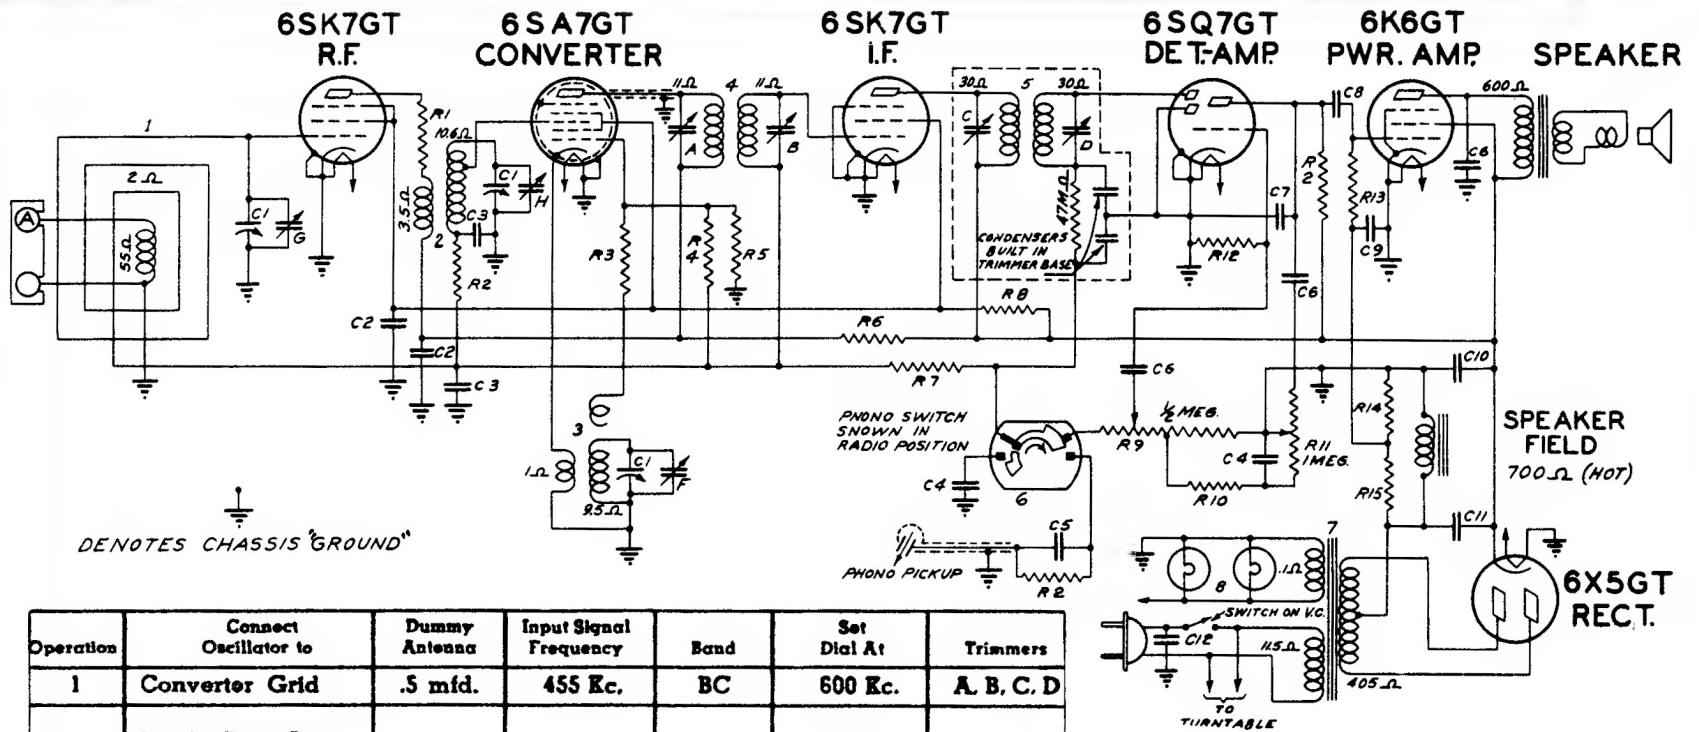 6SK7GT
R.F.
6SA7GT
CONVERTER
6SK7GT
I.F.
6SQ7GT
DET-AMP.
6K6GT
PWR. AMP.
SPEAKER
1
2Ω
A
55Ω
C1
G
R1
10.6Ω
3.5Ω
2
C1
H
C3
R2
C2
C2
C3
11Ω
4
11Ω
A
B
R3
R4
R5
3
1Ω
C1
F
9.5Ω
30Ω
5
30Ω
C
D
47MΩ
CONDENSERS
BUILT IN
TRIMMER BASE
R8
R6
R7
C7
R12
R2
C8
R13
C9
C6
600Ω
C6
C6
PHONO SWITCH
SHOWN IN
RADIO POSITION
½ MEG.
R9
R10
C4
R11
1MEG.
C4
6
C5
R2
PHONO PICKUP
R14
R15
C10
C11
SPEAKER
FIELD
700Ω (HOT)
DENOTES CHASSIS "GROUND"
7
8
.1Ω
SWITCH ON V.C.
C12
11.5Ω
405Ω
TO
TURNTABLE
6X5GT
RECT.
Operation Connect Oscillator to Dummy Antenna Input Signal Frequency Band Set Dial At Trimmers
1 Converter Grid .5 mfd. 455 Kc. BC 600 Kc. A, B, C, D